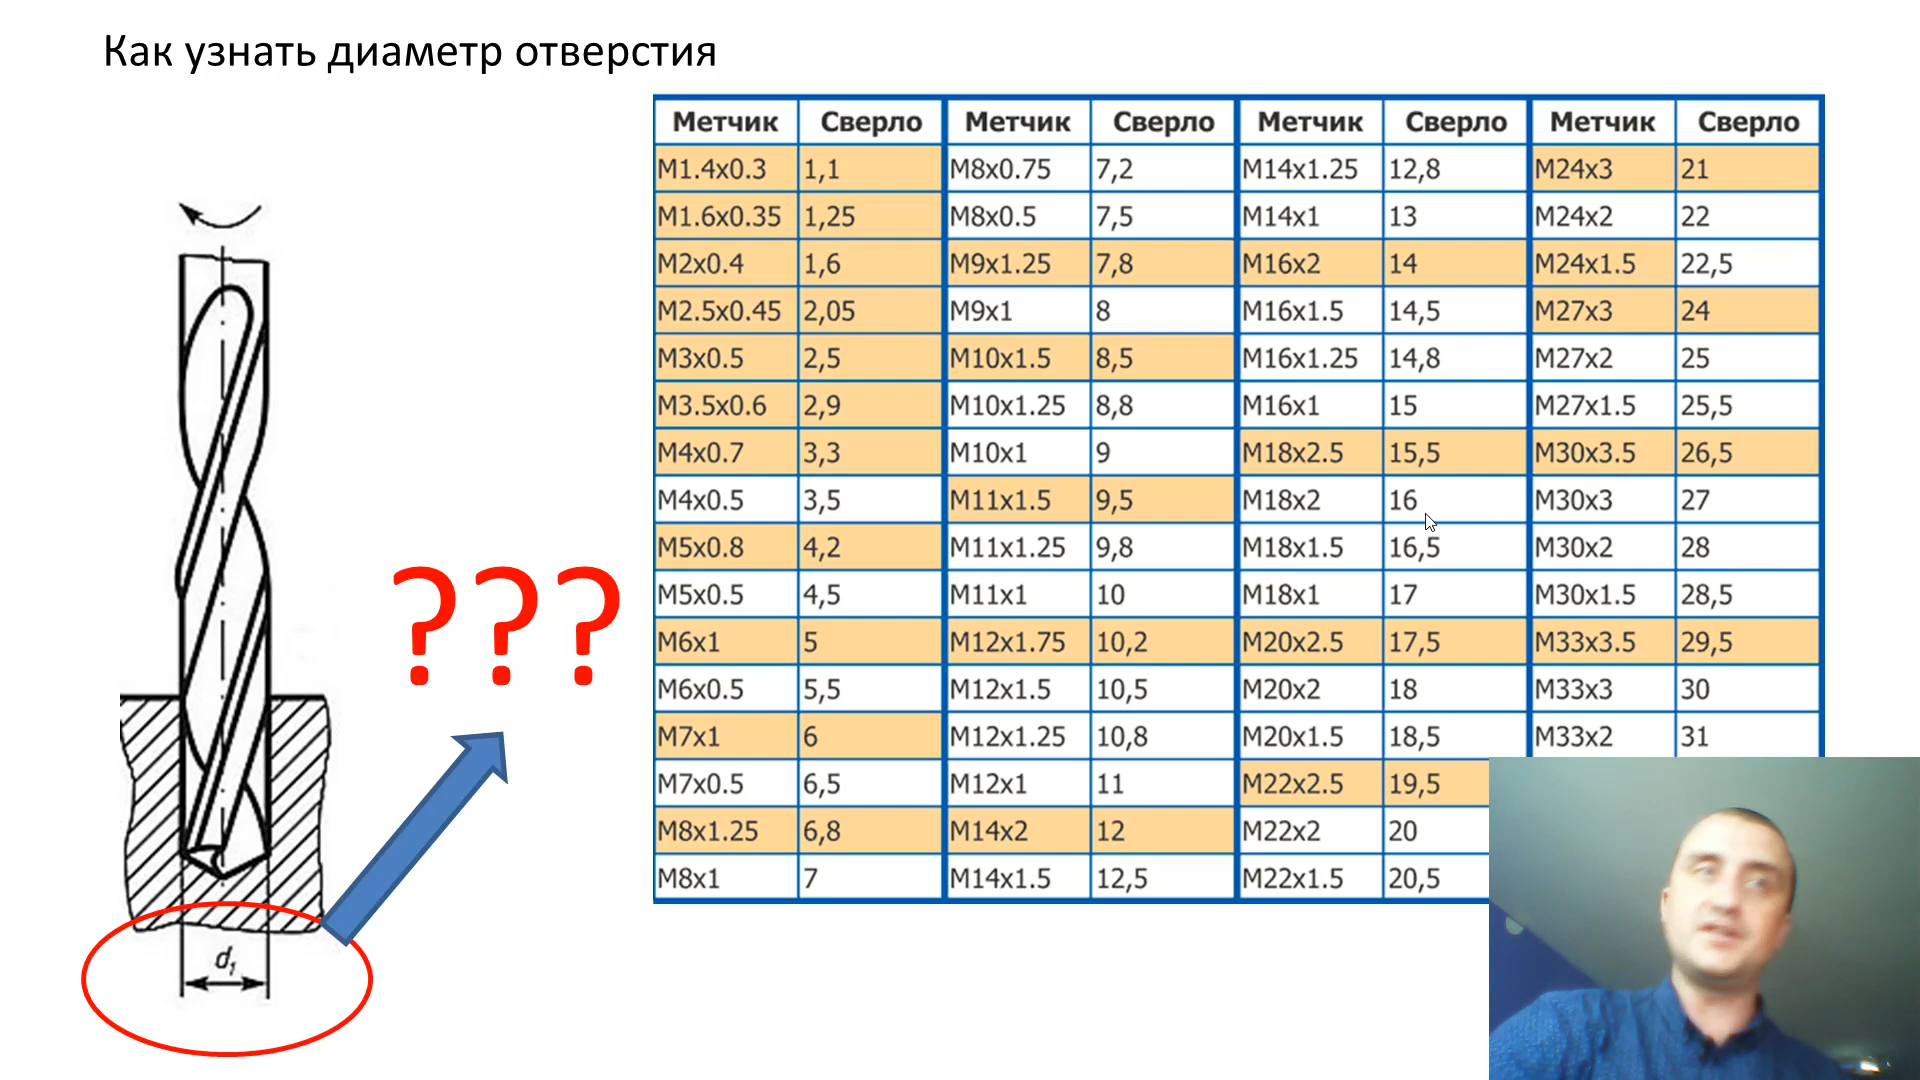 Как узнать диаметр отверстия
Метчик Сверло Метчик Сверло Метчик Сверло Метчик Сверло
M1.4x0.3 1,1 M8x0.75 7,2 M14x1.25 12,8 M24x3 21
M1.6x0.35 1,25 M8x0.5 7,5 M14x1 13 M24x2 22
M2x0.4 1,6 M9x1.25 7,8 M16x2 14 M24x1.5 22,5
M2.5x0.45 2,05 M9x1 8 M16x1.5 14,5 M27x3 24
M3x0.5 2,5 M10x1.5 8,5 M16x1.25 14,8 M27x2 25
M3.5x0.6 2,9 M10x1.25 8,8 M16x1 15 M27x1.5 25,5
M4x0.7 3,3 M10x1 9 M18x2.5 15,5 M30x3.5 26,5
M4x0.5 3,5 M11x1.5 9,5 M18x2 16 M30x3 27
M5x0.8 4,2 M11x1.25 9,8 M18x1.5 16,5 M30x2 28
M5x0.5 4,5 M11x1 10 M18x1 17 M30x1.5 28,5
M6x1 5 M12x1.75 10,2 M20x2.5 17,5 M33x3.5 29,5
M6x0.5 5,5 M12x1.5 10,5 M20x2 18 M33x3 30
M7x1 6 M12x1.25 10,8 M20x1.5 18,5 M33x2 31
M7x0.5 6,5 M12x1 11 M22x2.5 19,5
M8x1.25 6,8 M14x2 12 M22x2 20
M8x1 7 M14x1.5 12,5 M22x1.5 20,5
???
d₁